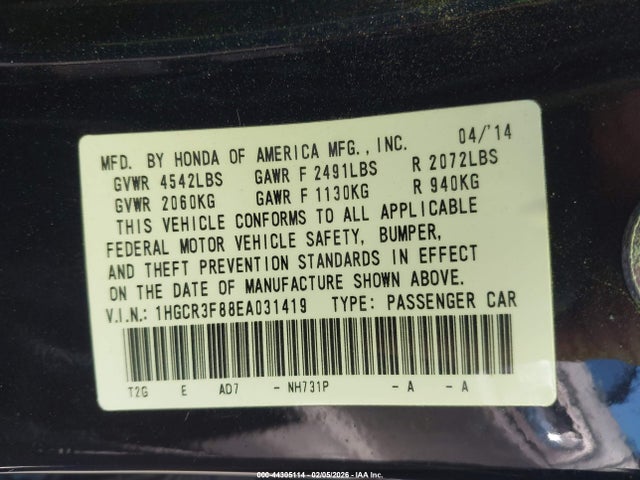 MFD. BY HONDA OF AMERICA MFG., INC. 04/'14
GVWR 4542LBS GAWR F 2491LBS R 2072LBS
GVWR 2060KG GAWR F 1130KG R 940KG
THIS VEHICLE CONFORMS TO ALL APPLICABLE
FEDERAL MOTOR VEHICLE SAFETY, BUMPER,
AND THEFT PREVENTION STANDARDS IN EFFECT
ON THE DATE OF MANUFACTURE SHOWN ABOVE.
V.I.N.: 1HGCR3F88EA031419 TYPE: PASSENGER CAR
T2G E AD7 - NH731P - A - A
000-44305114 - 02/05/2026 - IAA Inc.